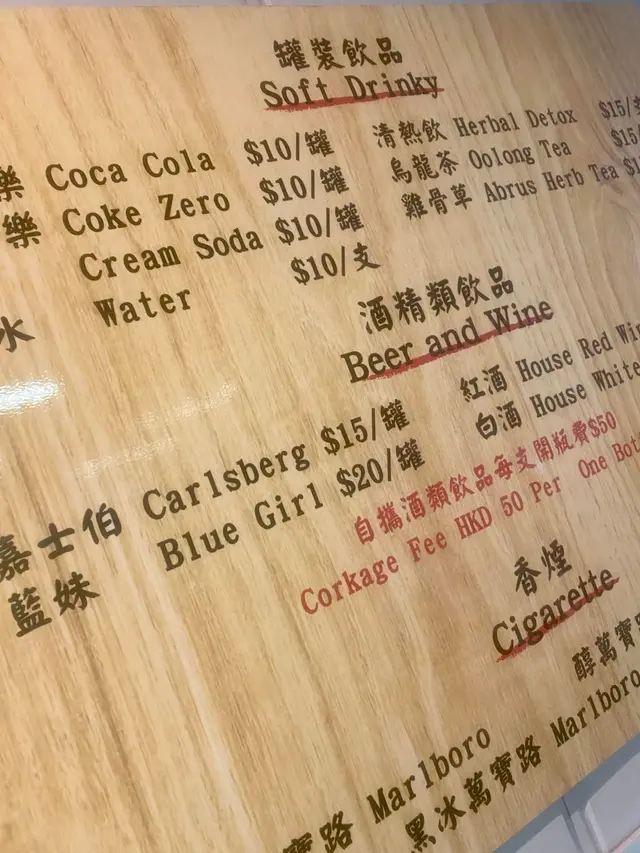 罐裝飲品
Soft Drinky
樂 Coca Cola $10/罐
樂 Coke Zero $10/罐
Cream Soda $10/罐
水 Water $10/支
清熱飲 Herbal Detox $15/支
烏龍茶 Oolong Tea $15/
雞骨草 Abrus Herb Tea
酒精類飲品
Beer and Wine
嘉士伯 Carlsberg $15/罐
藍妹 Blue Girl $20/罐
紅酒 House Red
白酒 House White
自攜酒類飲品每支開瓶費$50
Corkage Fee HKD 50 Per One
香煙
Cigarette
寶路 Marlboro
醇萬寶
黑冰萬寶路 Marlboro